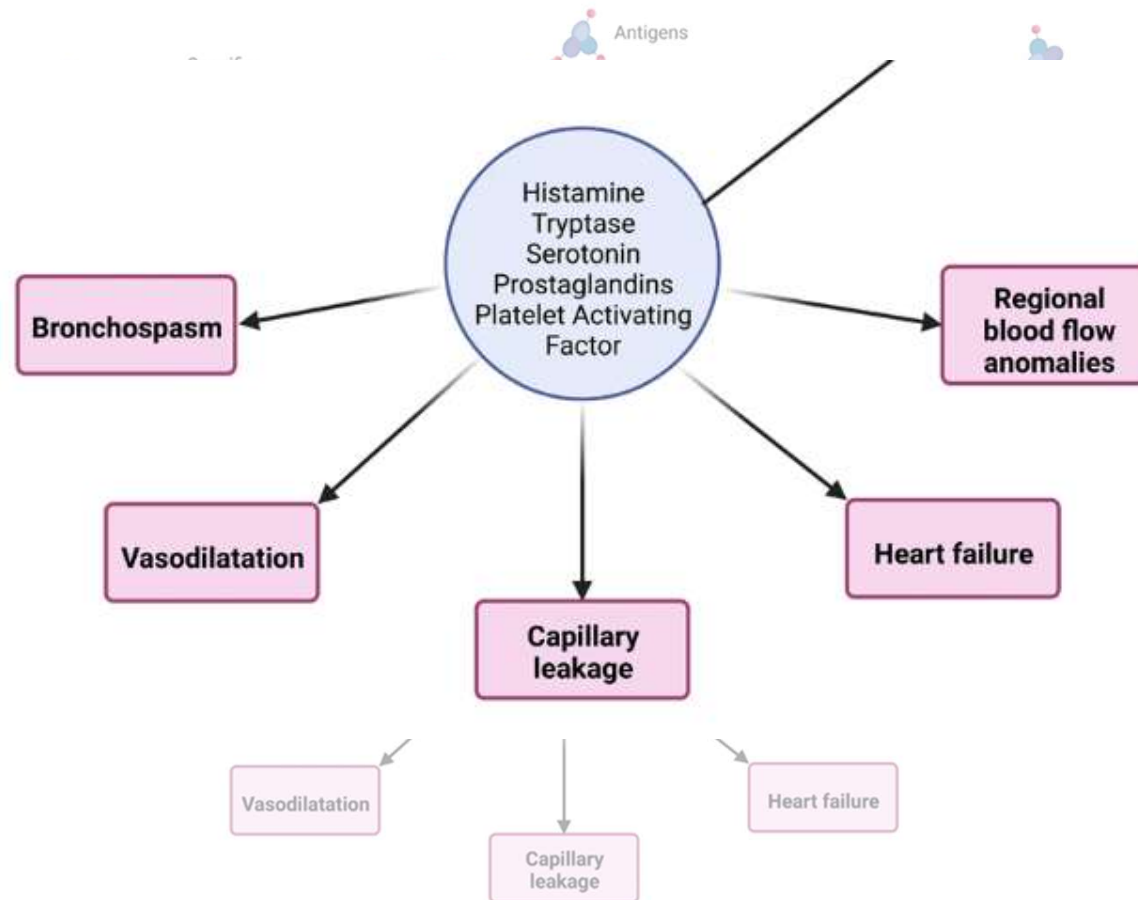 Antigens
Histamine
Tryptase
Serotonin
Prostaglandins
Platelet Activating
Factor
Bronchospasm
Regional
blood flow
anomalies
Vasodilatation
Heart failure
Capillary
leakage
Vasodilatation
Heart failure
Capillary
leakage